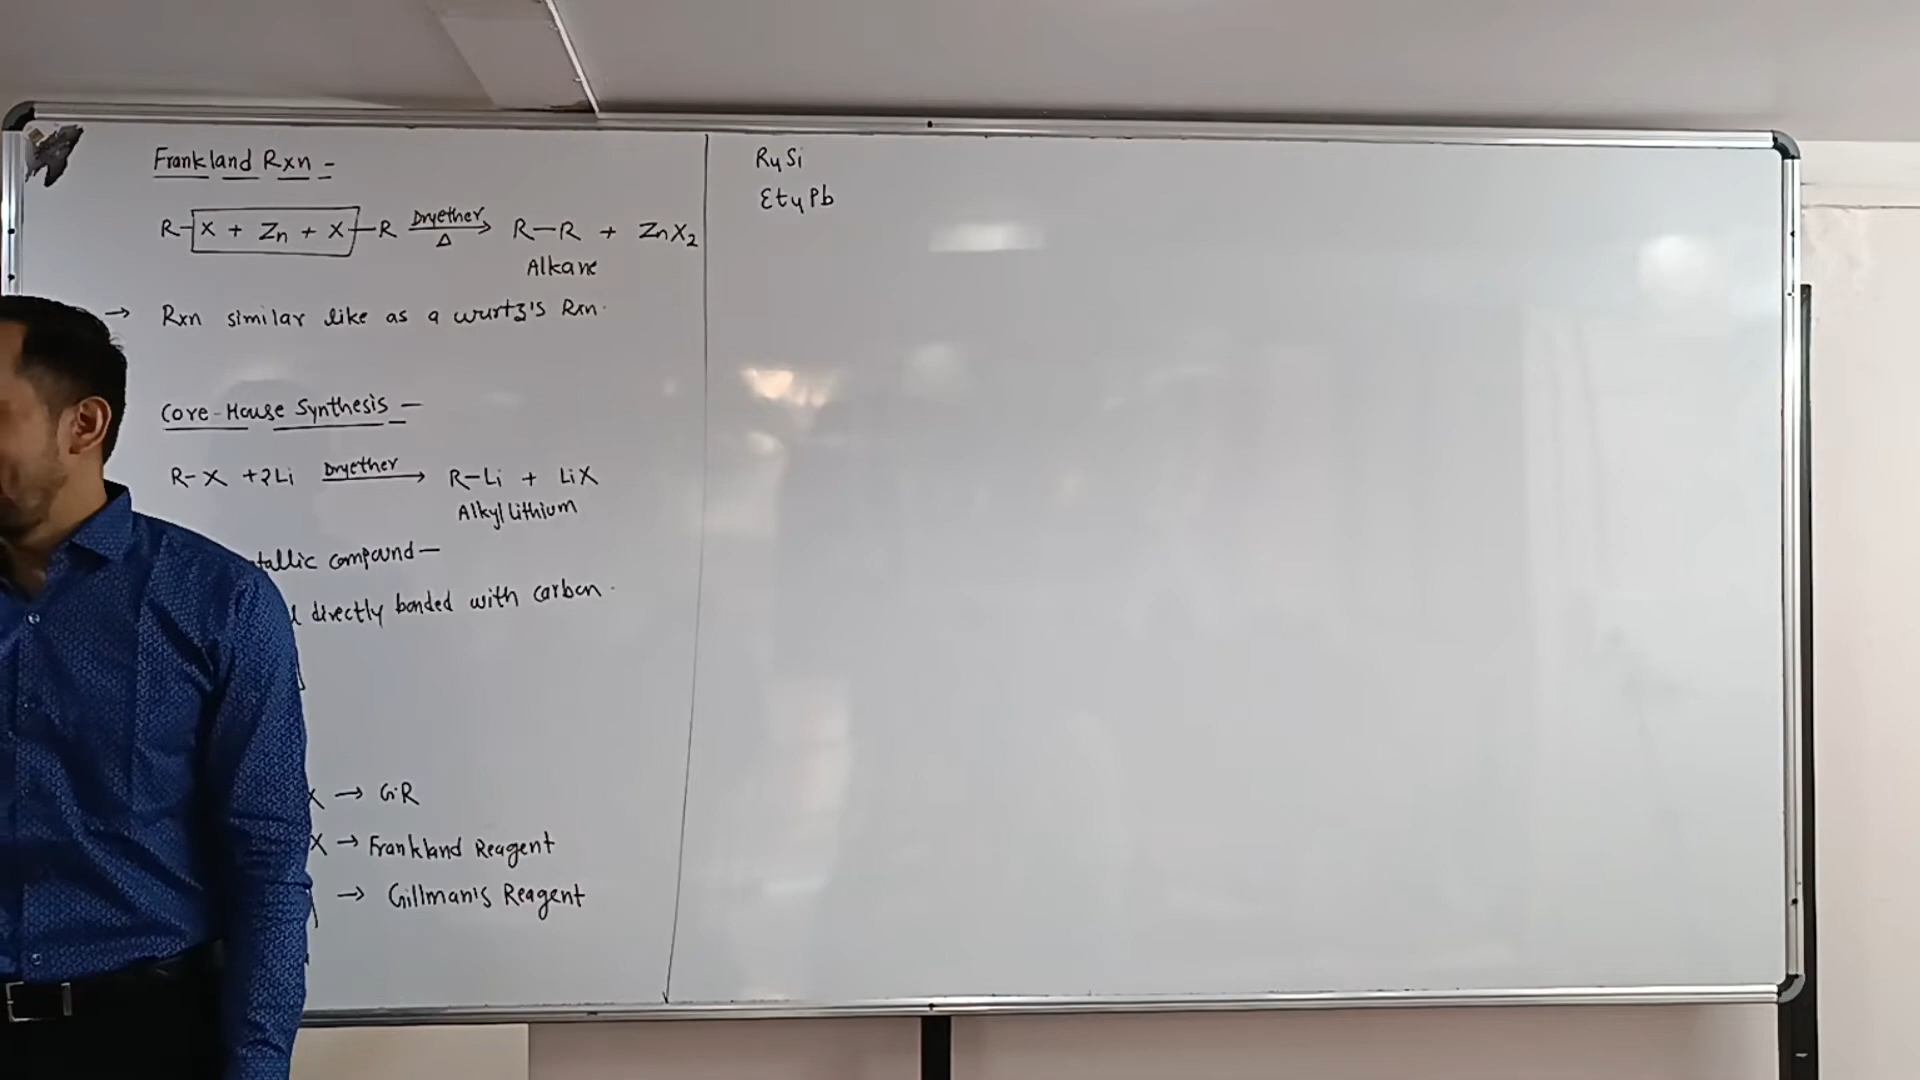 Frankland Rxn -
R-X + Zn + X-R Dryether Δ → R-R + ZnX2
Alkane
→ Rxn similar like as a wurtz's Rxn.
Core-House Synthesis -
R-X +2Li Dryether → R-Li + LiX
Alkyl Lithium
tallic compound -
directly bonded with carbon.
X → G.R
X → Frankland Reagent
→ Gillman's Reagent
R4Si
Et4Pb